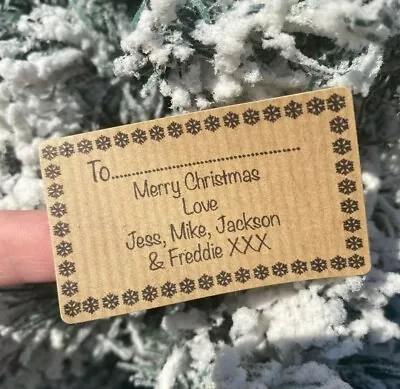 To........................................
Merry Christmas
Love
Jess, Mike, Jackson
& Freddie XXX